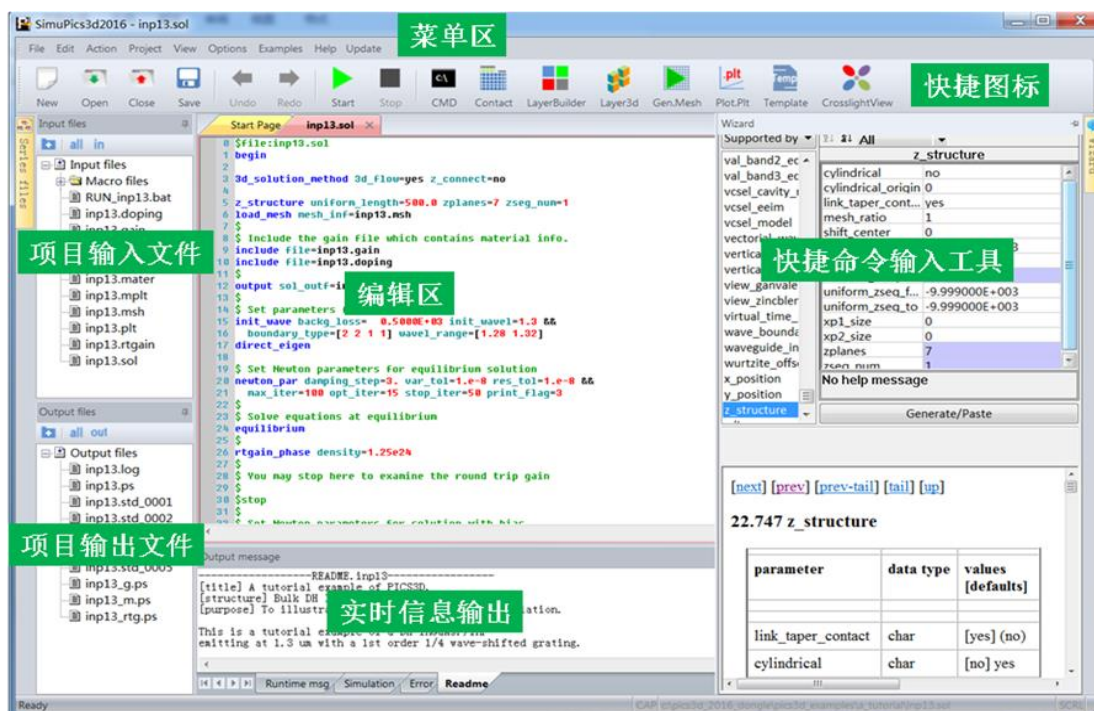 SimuPics3d2016 - inp13.sol
菜单区
File Edit Action Project View Options Examples Help Update
快捷图标
New Open Close Save Undo Redo Start Stop CMD Contact LayerBuilder Layer3d Gen.Mesh Plot.Plt Template CrosslightView
Series files
Input files
all in
Input files
Macro files
RUN_inp13.bat
inp13.doping
项目输入文件
inp13.mater
inp13.mplt
inp13.msh
inp13.plt
inp13.rtgain
inp13.sol
Output files
all out
Output files
inp13.log
inp13.ps
inp13.std_0001
inp13.std_0002
项目输出文件
inp13_g.ps
inp13_m.ps
inp13_rtg.ps
Start Page inp13.sol
0 $file:inp13.sol
1 begin
2
3 3d_solution_method 3d_flow=yes z_connect=no
4
5 z_structure uniform_length=500.0 zplanes=7 zseg_num=1
6 load_mesh mesh_inf=inp13.msh
7 $
8 $ Include the gain file which contains material info.
9 include file=inp13.gain
10 include file=inp13.doping
11 $
12 output sol_outf=in
编辑区
13 $
14 $ Set parameters
15 init_wave backg_loss= 0.5000E+03 init_wavel=1.3 &&
16 boundary_type=[2 2 1 1] wavel_range=[1.28 1.32]
17 direct_eigen
18
19 $ Set Newton parameters for equilibrium solution
20 newton_par damping_step=3. var_tol=1.e-8 res_tol=1.e-8 &&
21 max_iter=100 opt_iter=15 stop_iter=50 print_flag=3
22 $
23 $ Solve equations at equilibrium
24 equilibrium
25 $
26 rtgain_phase density=1.25e24
27 $
28 $ You may stop here to examine the round trip gain
29 $
30 $stop
31 $
32 $ Set Newton parameters for solution with bias
Output message
README.inp13
[title] A tutorial example of PICS3D.
[structure] Bulk DH
[purpose] To illustra
实时信息输出
This is a tutorial
emitting at 1.3 um with a 1st order 1/4 wave-shifted grating.
Runtime msg Simulation Error Readme
Wizard
Supported by All
val_band2_ec
val_band3_ec
vcsel_cavity_
vcsel_eeim
vcsel_model
快捷命令输入工具
view_ganvale
view_zincbler
virtual_time_
wave_bounda
waveguide_in
wurtzite_offs
x_position
y_position
z_structure
z_structure
cylindrical no
cylindrical_origin 0
link_taper_cont... yes
mesh_ratio 1
shift_center 0
uniform_zseg_f... -9.999000E+003
uniform_zseg_to -9.999000E+003
xp1_size 0
xp2_size 0
zplanes 7
zseg_num 1
No help message
Generate/Paste
[next] [prev] [prev-tail] [tail] [up]
22.747 z_structure
parameter data type values [defaults]
link_taper_contact char [yes] (no)
cylindrical char [no] yes
Ready